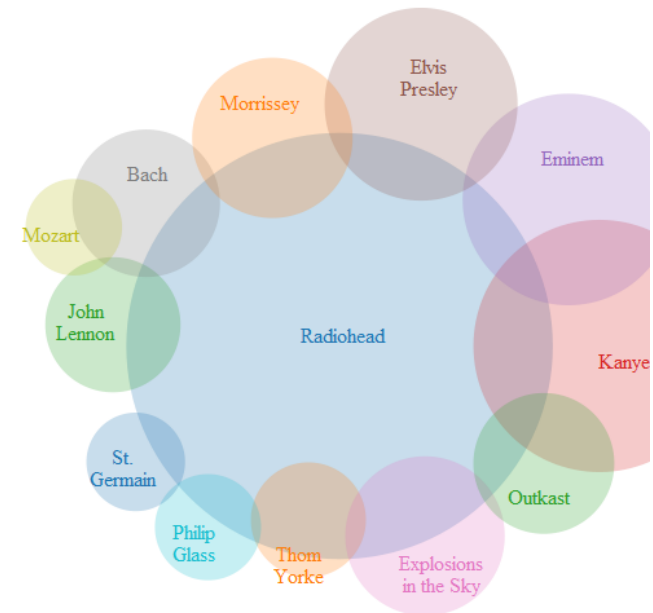 Elvis
Presley
Morrissey
Eminem
Bach
Mozart
John
Lennon
Radiohead
Kanye
St.
Germain
Outkast
Philip
Glass
Thom
Yorke
Explosions
in the Sky